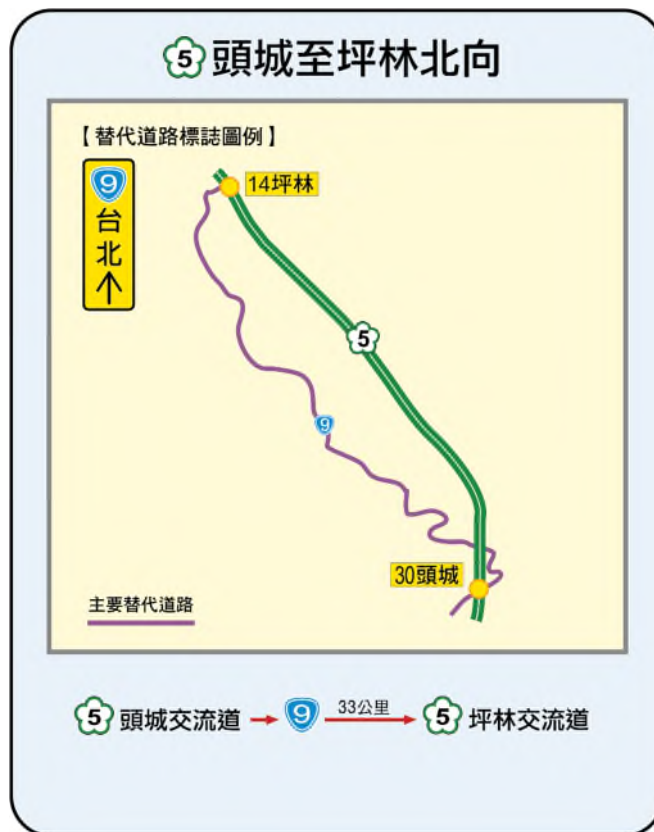 5 頭城至坪林北向
【替代道路標誌圖例】
9
台
北
14坪林
5
9
30頭城
主要替代道路
5 頭城交流道 9 33公里 5 坪林交流道